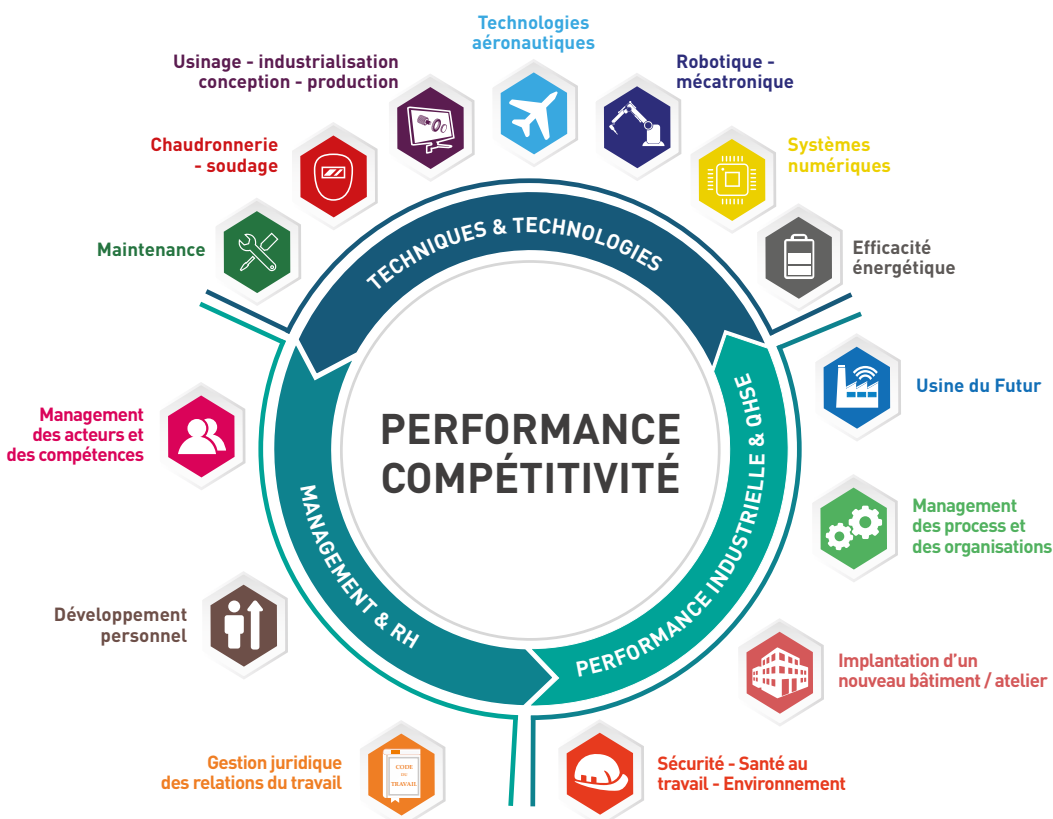 Technologies
aéronautiques
Usinage - industrialisation
conception - production
Robotique -
mécatronique
Chaudronnerie
- soudage
Systèmes
numériques
Maintenance
Efficacité
énergétique
TECHNIQUES & TECHNOLOGIES
Usine du Futur
Management
des acteurs et
des compétences
PERFORMANCE
COMPÉTITIVITÉ
MANAGEMENT & RH
PERFORMANCE INDUSTRIELLE & QHSE
Management
des process et
des organisations
Développement
personnel
Implantation d'un
nouveau bâtiment / atelier
Gestion juridique
des relations du travail
CODE
DU
TRAVAIL
Sécurité - Santé au
travail - Environnement